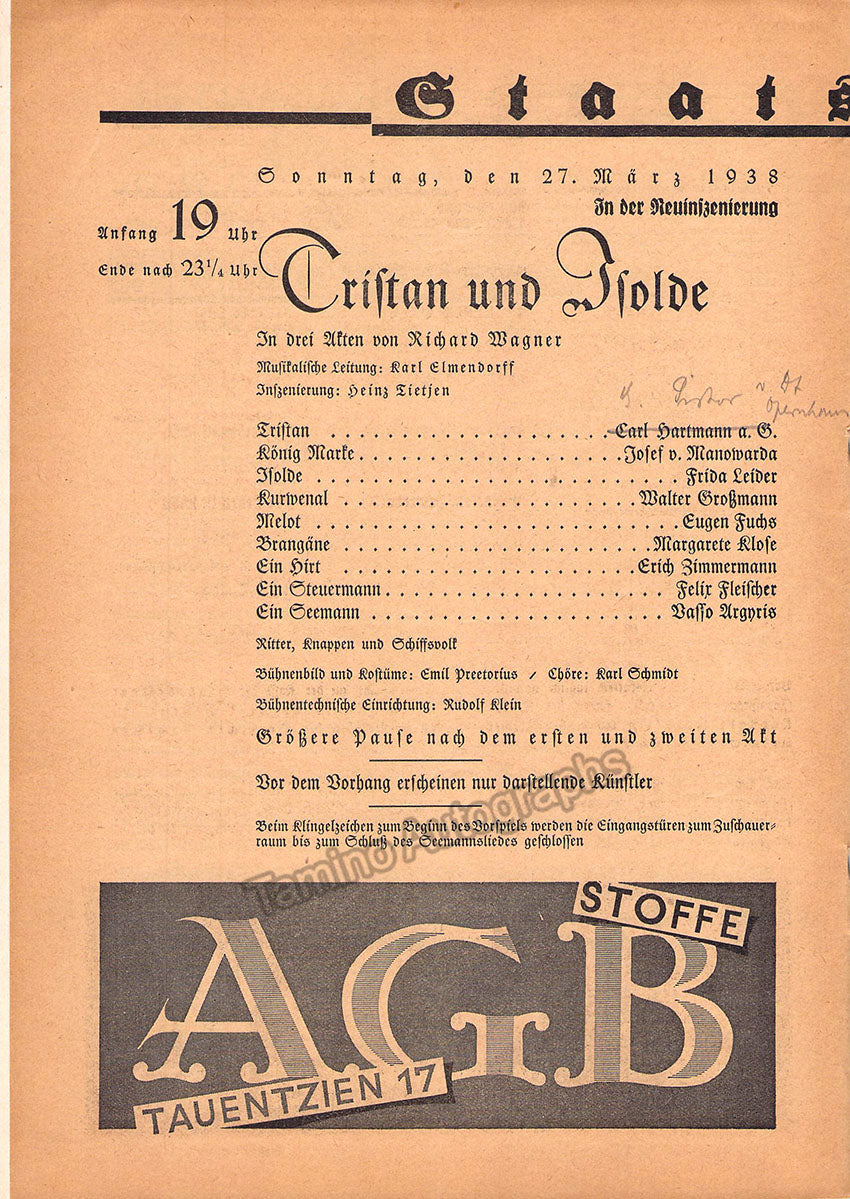 Staats
Sonntag, den 27. März 1938
In der Neuinszenierung
Anfang 19 Uhr
Ende nach 23¼ Uhr
Tristan und Isolde
In drei Akten von Richard Wagner
Musikalische Leitung: Karl Elmendorff
Inszenierung: Heinz Tietjen
Pistor v. Dt
Opernhaus
Tristan . . . . . . . . . . . . . . . . . . . . Carl Hartmann a. G.
König Marke . . . . . . . . . . . . . . . . . . . . Josef v. Manowarda
Isolde . . . . . . . . . . . . . . . . . . . . Frida Leider
Kurwenal . . . . . . . . . . . . . . . . . . . . Walter Großmann
Melot . . . . . . . . . . . . . . . . . . . . Eugen Fuchs
Brangäne . . . . . . . . . . . . . . . . . . . . Margarete Klose
Ein Hirt . . . . . . . . . . . . . . . . . . . . Erich Zimmermann
Ein Steuermann . . . . . . . . . . . . . . . . . . . . Felix Fleischer
Ein Seemann . . . . . . . . . . . . . . . . . . . . Vasso Argyris
Ritter, Knappen und Schiffsvolk
Bühnenbild und Kostüme: Emil Preetorius / Chöre: Karl Schmidt
Bühnentechnische Einrichtung: Rudolf Klein
Größere Pause nach dem ersten und zweiten Akt
Vor dem Vorhang erscheinen nur darstellende Künstler
Beim Klingelzeichen zum Beginn des Vorspiels werden die Eingangstüren zum Zuschauer-
raum bis zum Schluß des Seemannsliedes geschlossen
Tamino Autographs
STOFFE
AGB
TAUENTZIEN 17